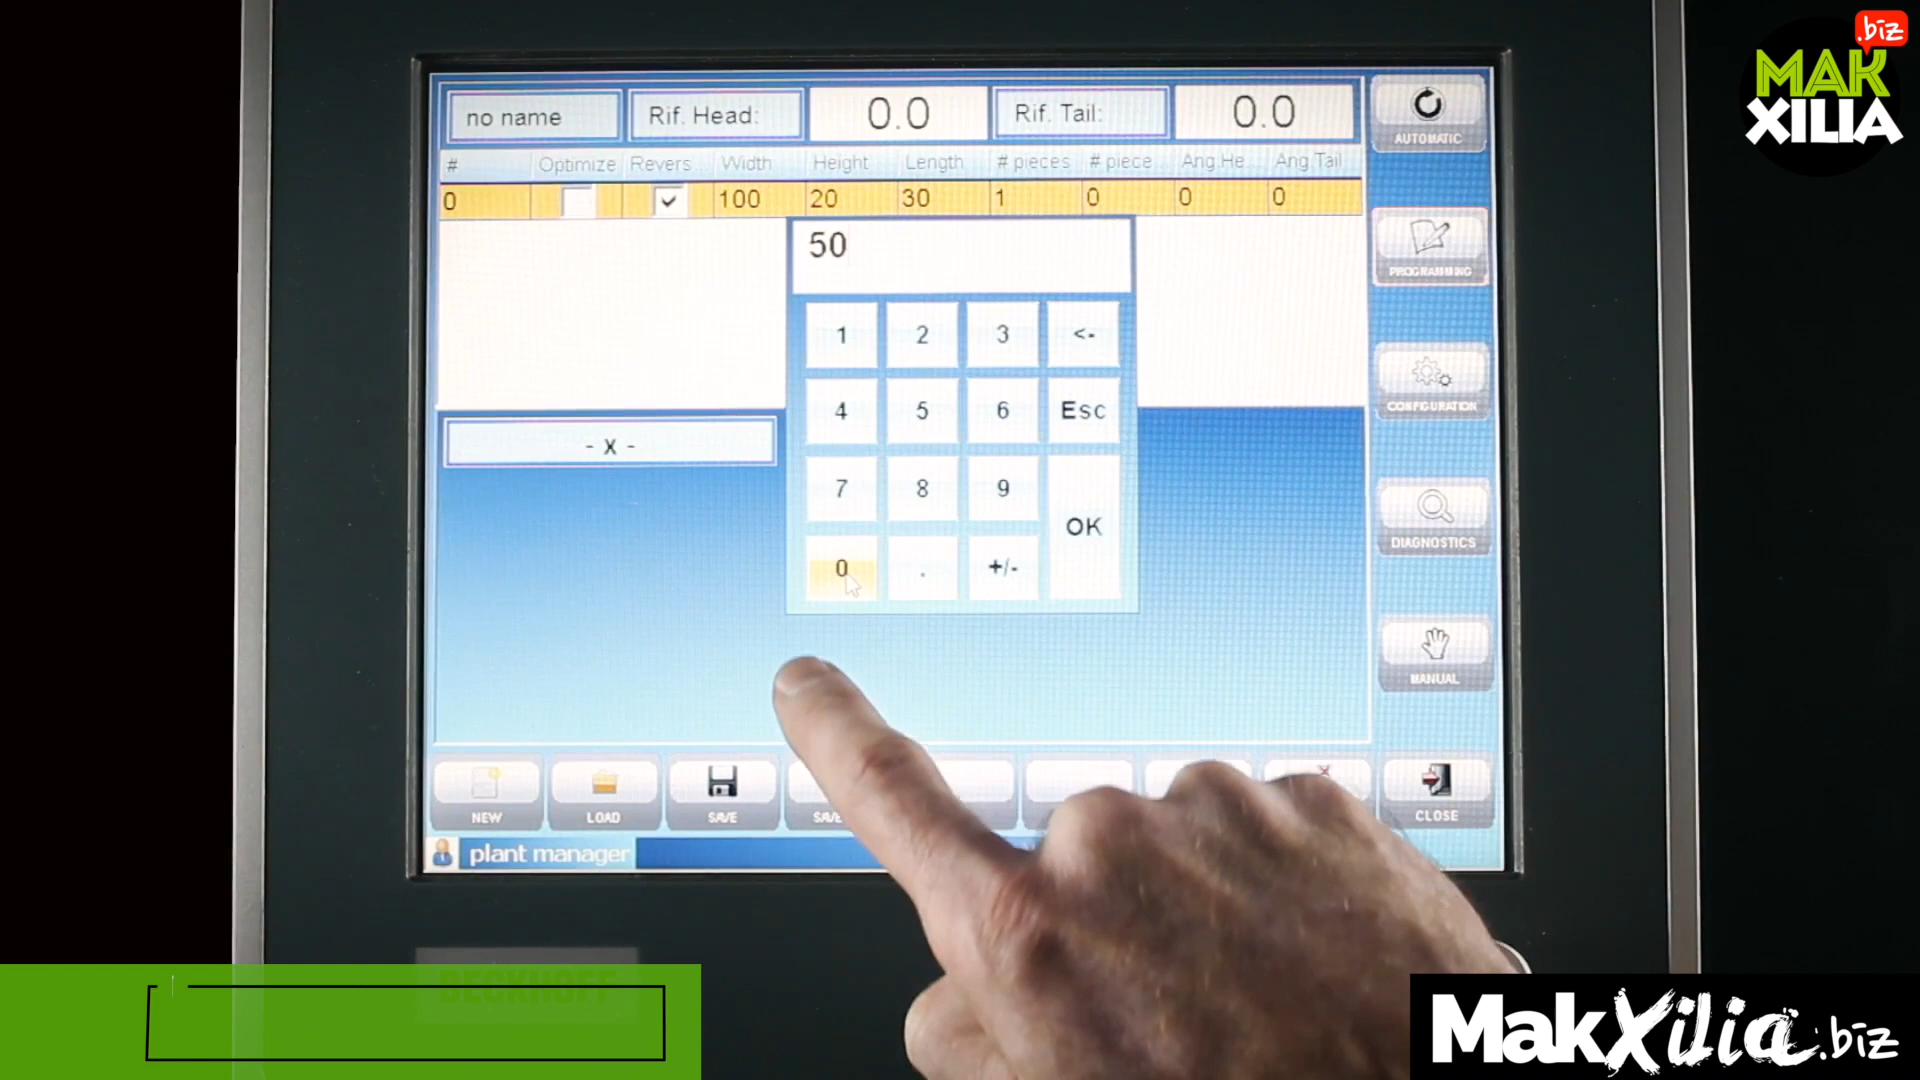 .biz
MAK
XILIA
no name
Rif. Head:
0.0
Rif. Tail:
0.0
AUTOMATIC
# Optimize Revers... Width Height Length # pieces # piece... Ang.He... Ang.Tail
0 100 20 30 1 0 0 0
50
PROGRAMMING
1 2 3 <-
4 5 6 Esc
7 8 9
OK
0 . +/-
- x -
CONFIGURATION
DIAGNOSTICS
MANUAL
NEW
LOAD
SAVE
CLOSE
plant manager
BECKHOFF
MakXilia.biz